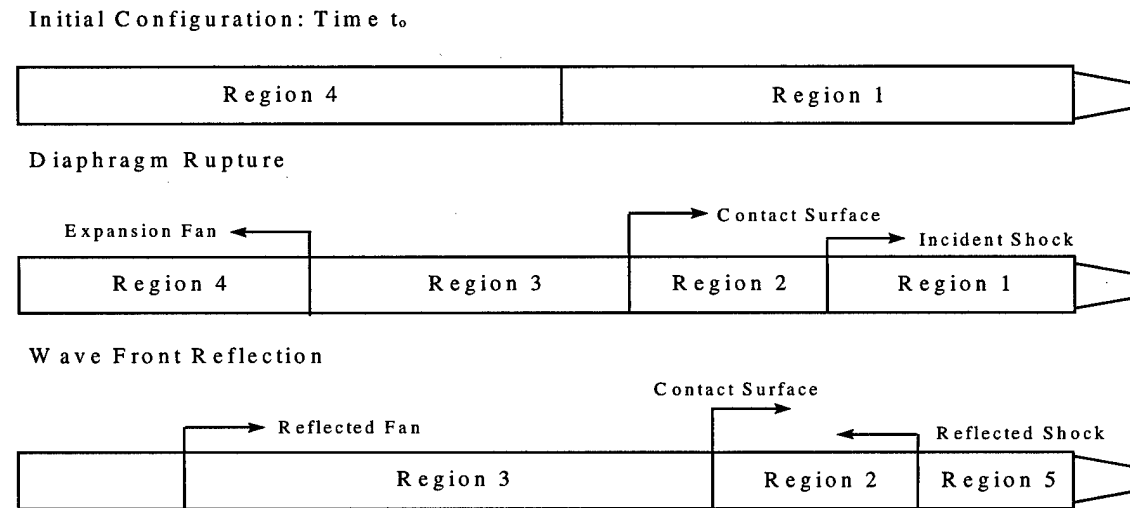 Initial Configuration: Time to
Region 4 Region 1
Diaphragm Rupture
Expansion Fan Contact Surface
Incident Shock
Region 4 Region 3 Region 2 Region 1
Wave Front Reflection
Contact Surface
Reflected Fan Reflected Shock
Region 3 Region 2 Region 5